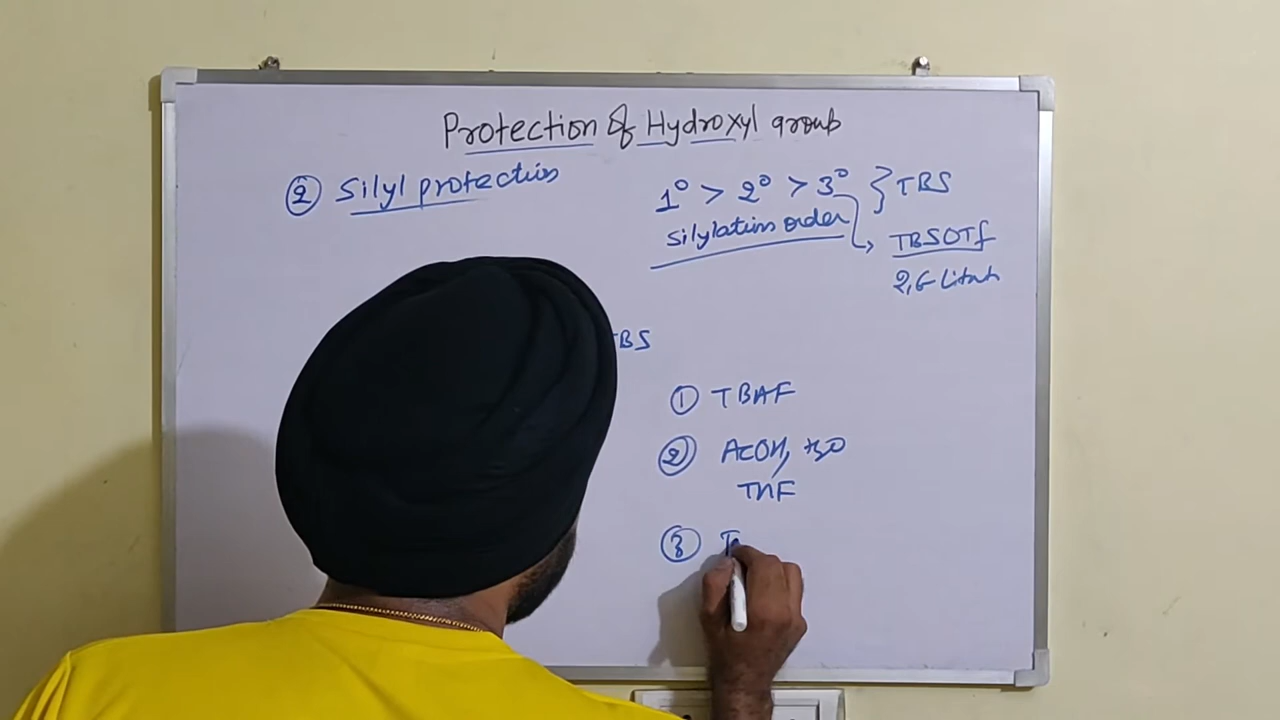 Protection of Hydroxyl group
② Silyl protection
1° > 2° > 3° } TBS
Silylation order
TBSOTf
2,6
TBS
① TBAF
② AcOH, H2O
THF
③ T